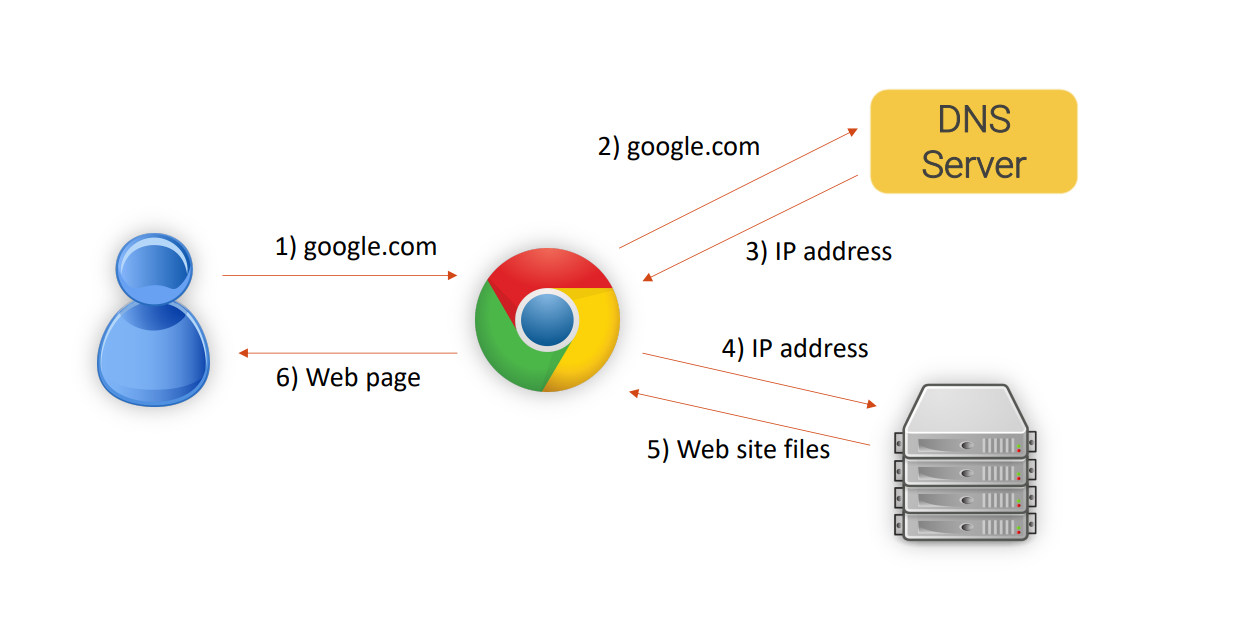 1) google.com
2) google.com
DNS
Server
3) IP address
4) IP address
5) Web site files
6) Web page